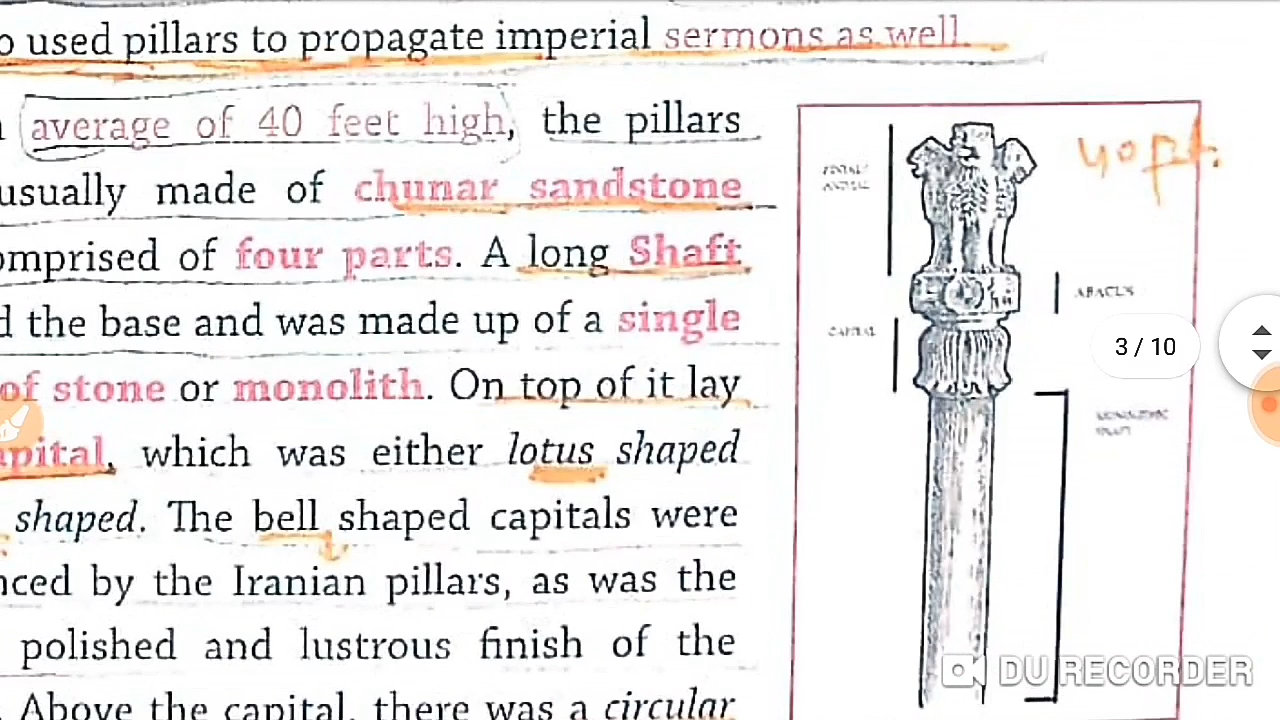 o used pillars to propagate imperial sermons as well.
average of 40 feet high, the pillars
usually made of chunar sandstone
omprised of four parts. A long Shaft
d the base and was made up of a single
of stone or monolith. On top of it lay
apital, which was either lotus shaped
shaped. The bell shaped capitals were
nced by the Iranian pillars, as was the
polished and lustrous finish of the
Above the capital, there was a circular
40 ft.
ABACUS
CAPITAL
MONOLITHIC
SHAFT
3 / 10
DU RECORDER